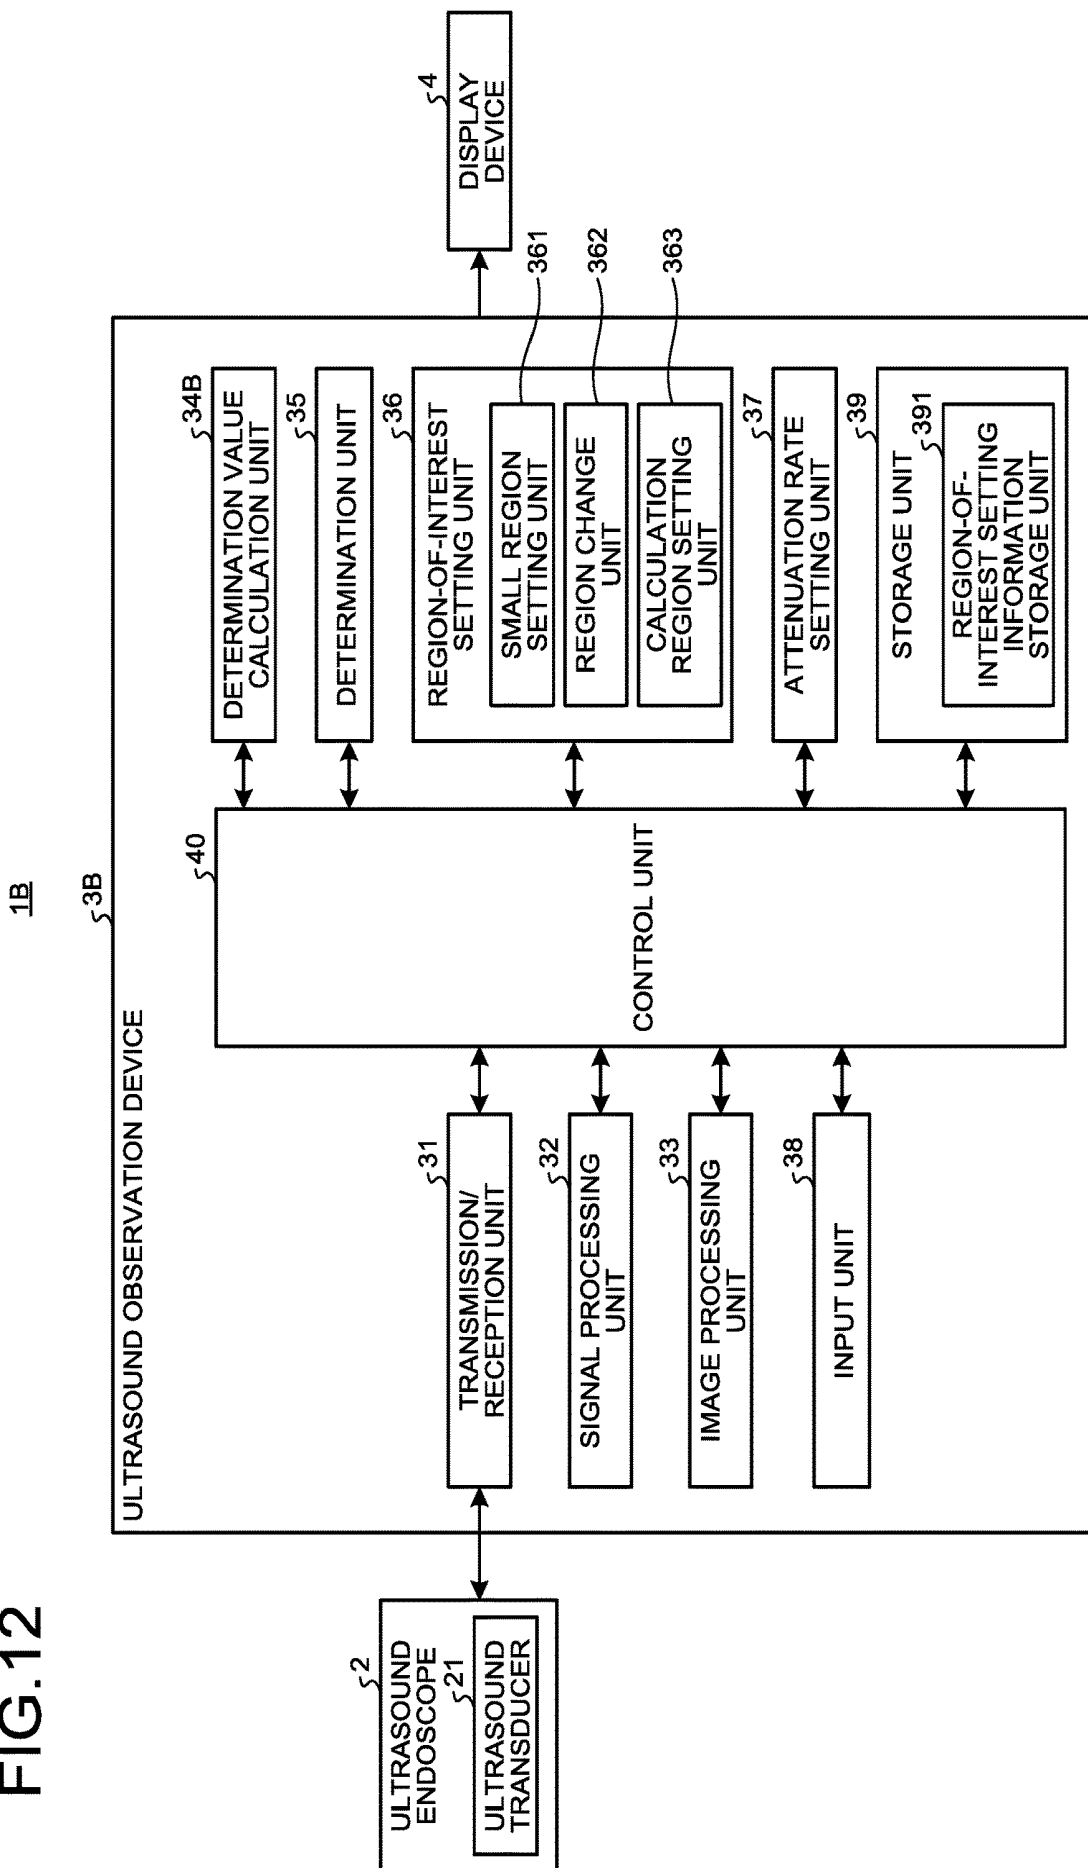 FIG.12
1B
ULTRASOUND OBSERVATION DEVICE
3B
2
ULTRASOUND
ENDOSCOPE
21
ULTRASOUND
TRANSDUCER
31
TRANSMISSION/
RECEPTION UNIT
32
SIGNAL PROCESSING
UNIT
33
IMAGE PROCESSING
UNIT
38
INPUT UNIT
40
CONTROL UNIT
34B
DETERMINATION VALUE
CALCULATION UNIT
35
DETERMINATION UNIT
36
REGION-OF-INTEREST
SETTING UNIT
SMALL REGION
SETTING UNIT
361
REGION CHANGE
UNIT
362
CALCULATION
REGION SETTING
UNIT
363
37
ATTENUATION RATE
SETTING UNIT
39
STORAGE UNIT
391
REGION-OF-
INTEREST SETTING
INFORMATION
STORAGE UNIT
4
DISPLAY
DEVICE